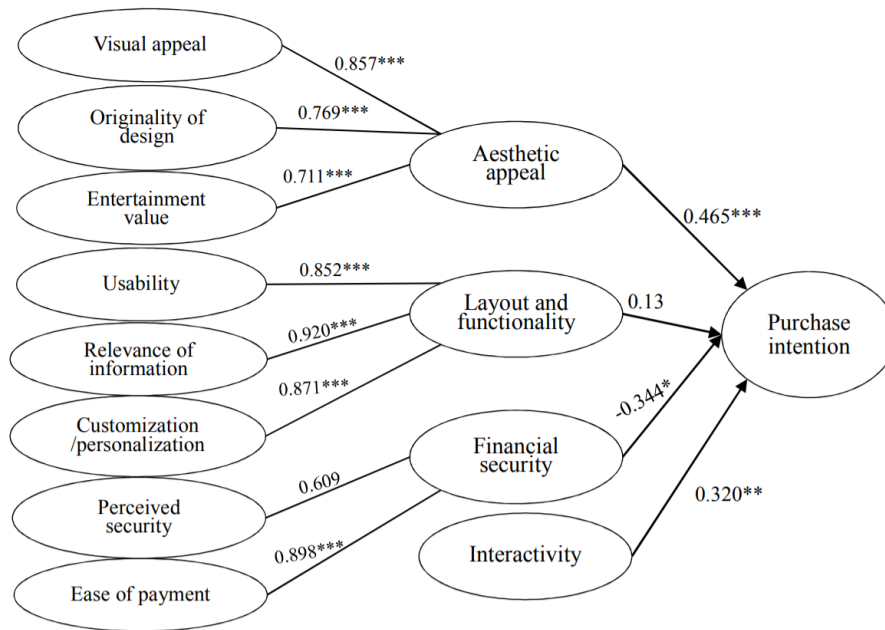 Visual appeal
0.857***
Originality of
design
0.769***
Entertainment
value
0.711***
Aesthetic
appeal
0.465***
Usability
0.852***
Relevance of
information
0.920***
Customization
/personalization
0.871***
Layout and
functionality
0.13
Purchase
intention
Perceived
security
0.609
Ease of payment
0.898***
Financial
security
-0.344*
Interactivity
0.320**